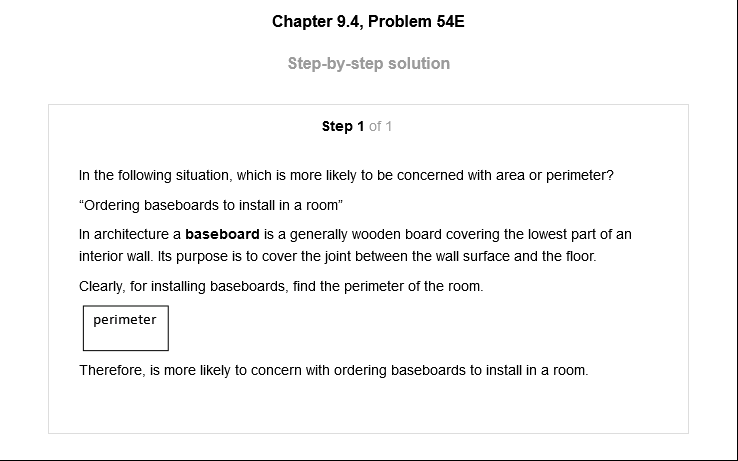 Chapter 9.4, Problem 54E
Step-by-step solution
Step 1 of 1
In the following situation, which is more likely to be concerned with area or perimeter?
“Ordering baseboards to install in a room”
In architecture a baseboard is a generally wooden board covering the lowest part of an
interior wall. Its purpose is to cover the joint between the wall surface and the floor.
Clearly, for installing baseboards, find the perimeter of the room.
perimeter
Therefore, is more likely to concern with ordering baseboards to install in a room.